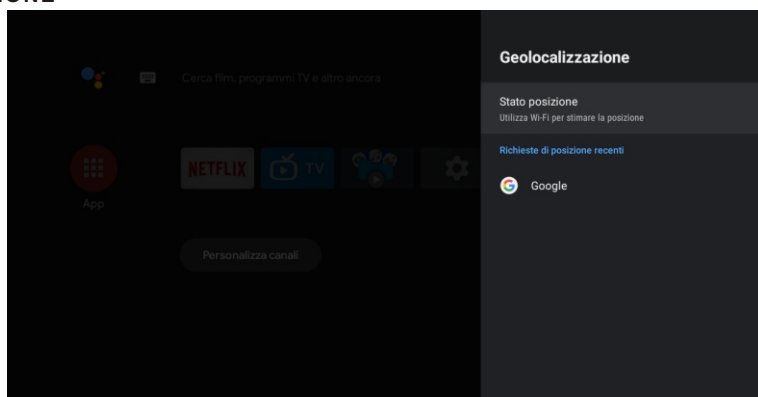 Geolocalizzazione
Cerca film, programmi TV e altro ancora
Stato posizione
Utilizza Wi-Fi per stimare la posizione
Richieste di posizione recenti
NETFLIX
TV
Google
App
Personalizza canali